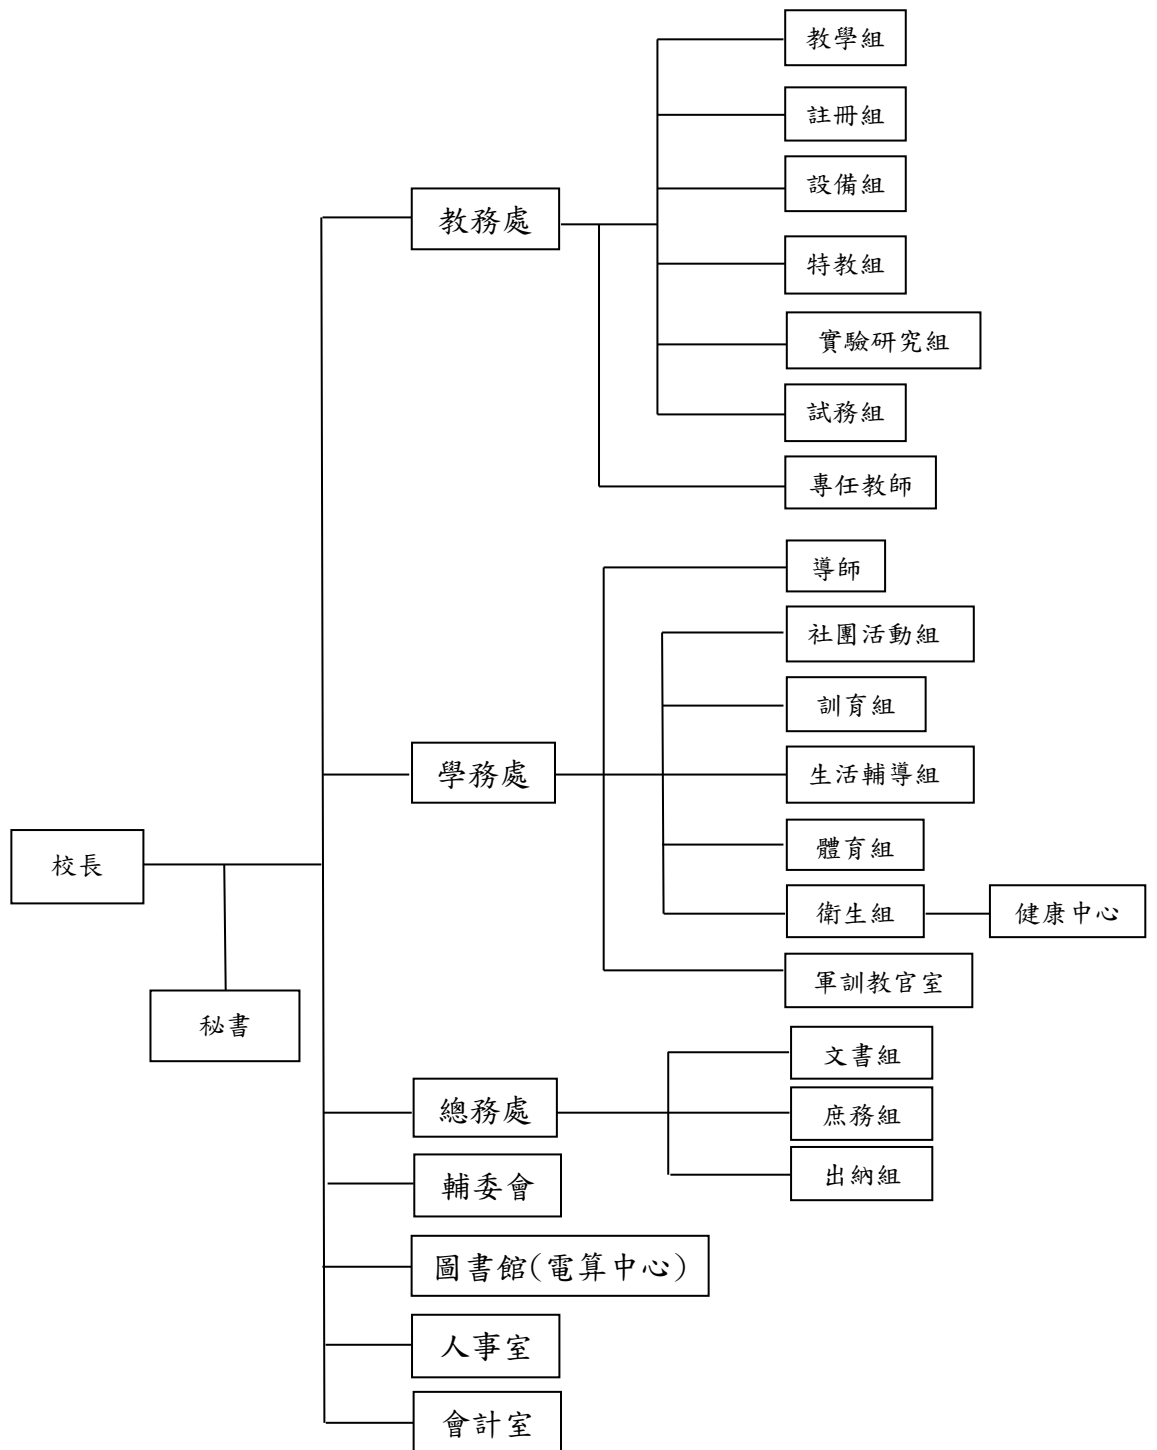 校長
秘書
教務處
教學組
註冊組
設備組
特教組
實驗研究組
試務組
專任教師
學務處
導師
社團活動組
訓育組
生活輔導組
體育組
衛生組
健康中心
軍訓教官室
總務處
文書組
庶務組
出納組
輔委會
圖書館(電算中心)
人事室
會計室